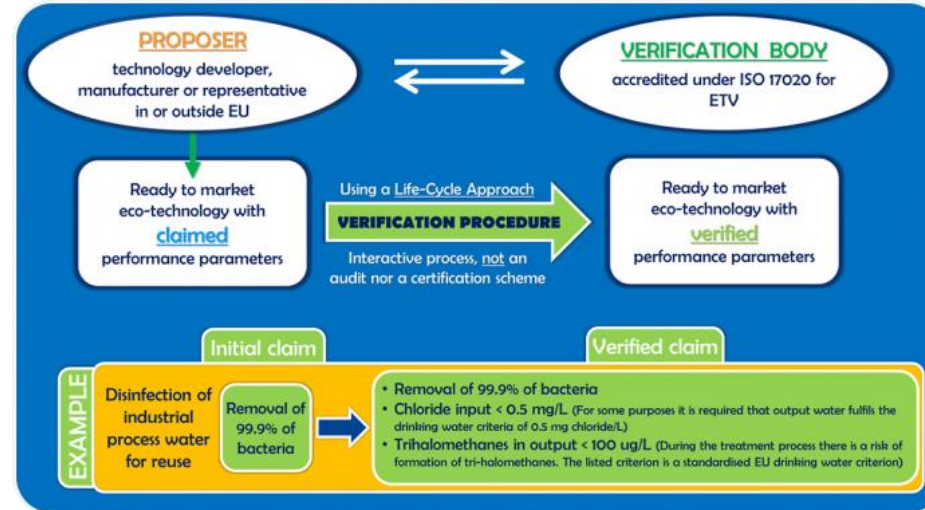 PROPOSER
technology developer,
manufacturer or representative
in or outside EU
VERIFICATION BODY
accredited under ISO 17020 for
ETV
Ready to market
eco-technology with
claimed
performance parameters
Using a Life-Cycle Approach
VERIFICATION PROCEDURE
Interactive process, not an
audit nor a certification scheme
Ready to market
eco-technology with
verified
performance parameters
Initial claim
Verified claim
EXAMPLE
Disinfection of
industrial
process water
for reuse
Removal of
99.9% of
bacteria
• Removal of 99.9% of bacteria
• Chloride input < 0.5 mg/L (For some purposes it is required that output water fulfils the
drinking water criteria of 0.5 mg chloride/L)
• Trihalomethanes in output < 100 ug/L (During the treatment process there is a risk of
formation of tri-halomethanes. The listed criterion is a standardised EU drinking water criterion)